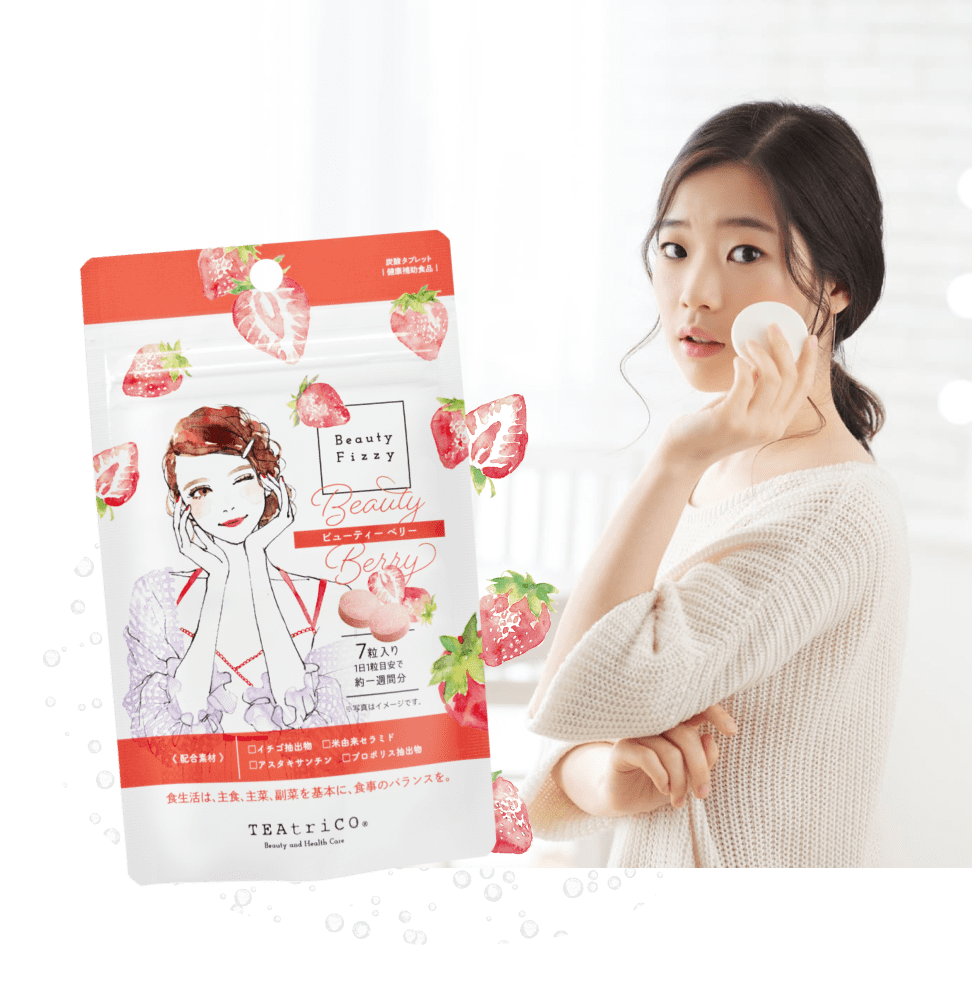 炭酸タブレット
｜健康補助食品｜
Beauty
Fizzy
Beauty
ビューティー ベリー
Berry
7粒入り
1日1粒目安で
約一週間分
※写真はイメージです。
〈 配合素材 〉
□イチゴ抽出物 □米由来セラミド
□アスタキサンチン □プロポリス抽出物
食生活は、主食、主菜、副菜を基本に、食事のバランスを。
TEAtriCO®
Beauty and Health Care